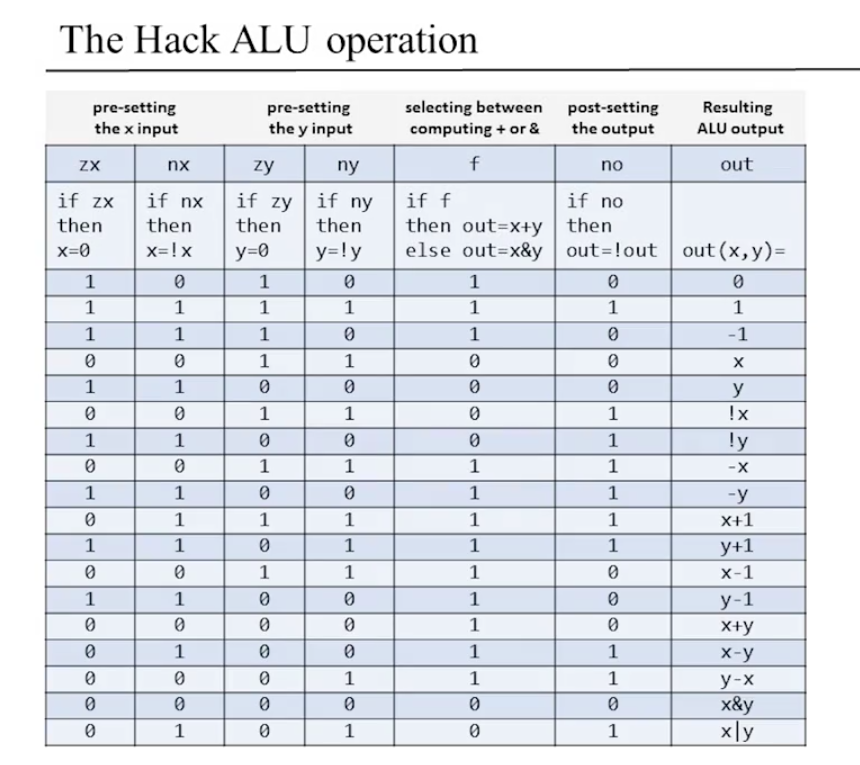 The Hack ALU operation
pre-setting the x input | pre-setting the y input | selecting between computing + or & | post-setting the output | Resulting ALU output
zx nx zy ny f no out
if zx then x=0 | if nx then x=!x | if zy then y=0 | if ny then y=!y | if f then out=x+y else out=x&y | if no then out=!out | out(x,y)=
1 0 1 0 1 0 0
1 1 1 1 1 1 1
1 1 1 0 1 0 -1
0 0 1 1 0 0 x
1 1 0 0 0 0 y
0 0 1 1 0 1 !x
1 1 0 0 0 1 !y
0 0 1 1 1 1 -x
1 1 0 0 1 1 -y
0 1 1 1 1 1 x+1
1 1 0 1 1 1 y+1
0 0 1 1 1 0 x-1
1 1 0 0 1 0 y-1
0 0 0 0 1 0 x+y
0 1 0 0 1 1 x-y
0 0 0 1 1 1 y-x
0 0 0 0 0 0 x&y
0 1 0 1 0 1 x|y